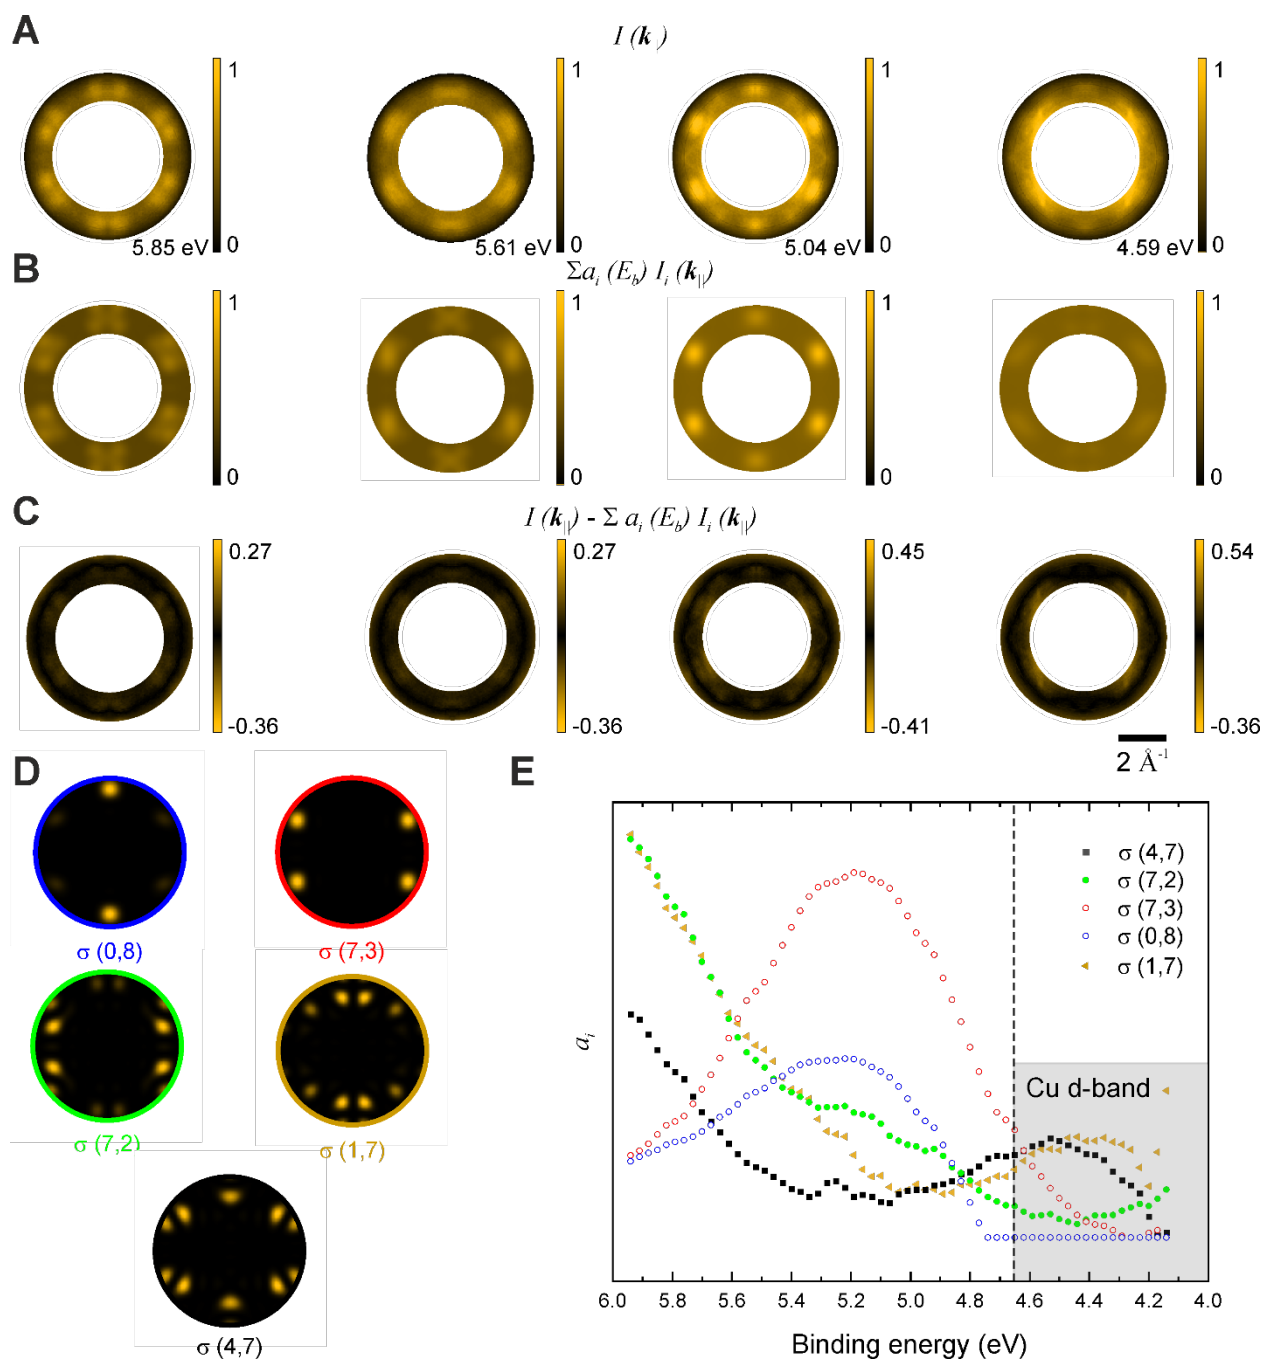 A
I (k )
1 1 1 1
0 0 0 0
5.85 eV 5.61 eV 5.04 eV 4.59 eV
B
Σa_i (E_b) I_i (k_||)
1 1 1 1
0 0 0 0
C
I (k_||) - Σ a_i (E_b) I_i (k_||)
0.27 0.27 0.45 0.54
-0.36 -0.36 -0.41 -0.36
2 Å⁻¹
D
σ (0,8)
σ (7,3)
σ (7,2)
σ (1,7)
σ (4,7)
E
σ (4,7)
σ (7,2)
σ (7,3)
σ (0,8)
σ (1,7)
a_i
Cu d-band
6.0 5.8 5.6 5.4 5.2 5.0 4.8 4.6 4.4 4.2 4.0
Binding energy (eV)